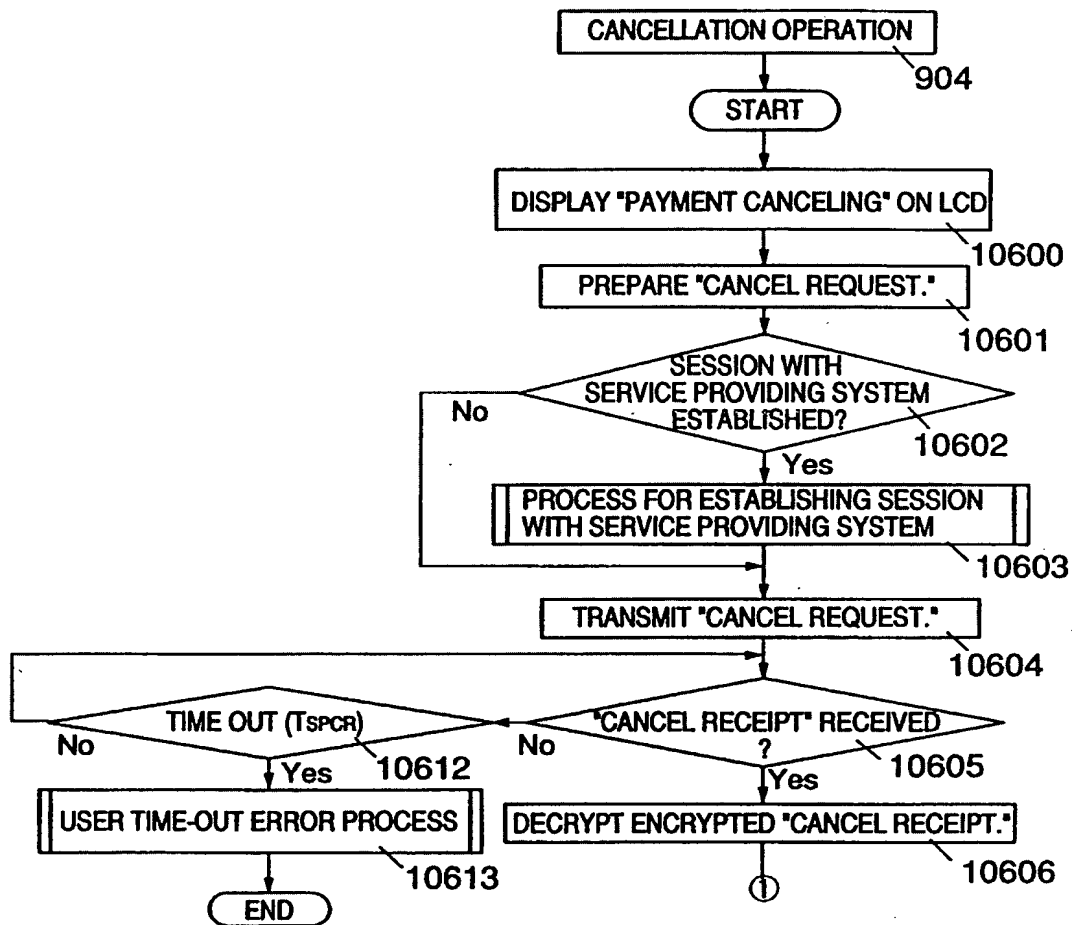 CANCELLATION OPERATION
904
START
DISPLAY "PAYMENT CANCELING" ON LCD
10600
PREPARE "CANCEL REQUEST."
10601
SESSION WITH
SERVICE PROVIDING SYSTEM
ESTABLISHED?
No
10602
Yes
PROCESS FOR ESTABLISHING SESSION
WITH SERVICE PROVIDING SYSTEM
10603
TRANSMIT "CANCEL REQUEST."
10604
TIME OUT (TSPCR)
No
10612
Yes
"CANCEL RECEIPT" RECEIVED
?
No
10605
Yes
USER TIME-OUT ERROR PROCESS
10613
DECRYPT ENCRYPTED "CANCEL RECEIPT."
10606
END
①